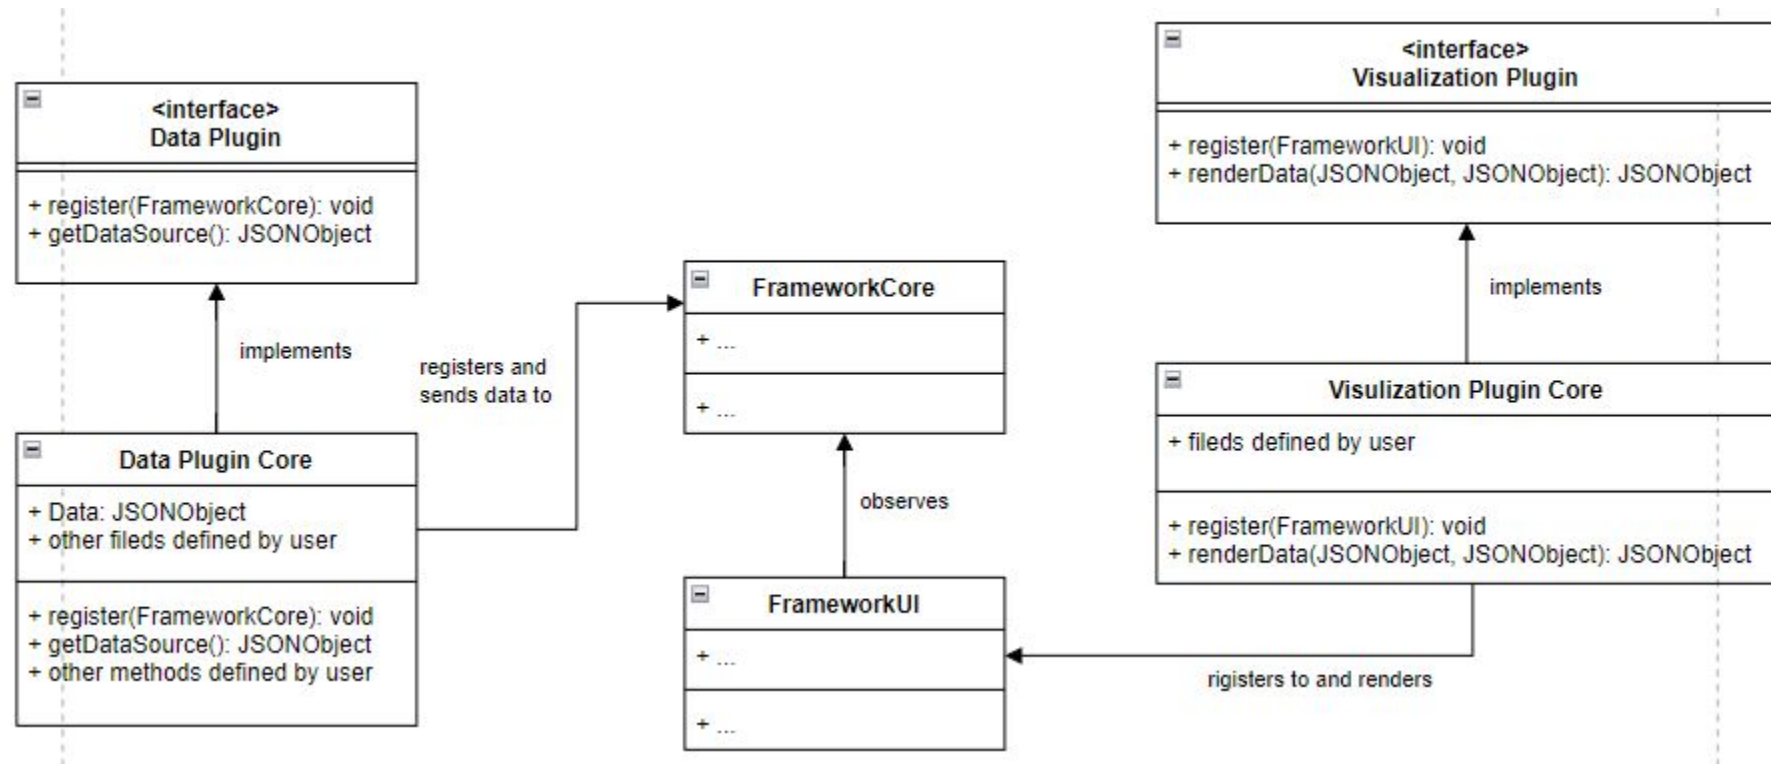 <interface>
Data Plugin
+ register(FrameworkCore): void
+ getDataSource(): JSONObject
implements
Data Plugin Core
+ Data: JSONObject
+ other fileds defined by user
+ register(FrameworkCore): void
+ getDataSource(): JSONObject
+ other methods defined by user
registers and
sends data to
FrameworkCore
+ ...
+ ...
observes
FrameworkUI
+ ...
+ ...
<interface>
Visualization Plugin
+ register(FrameworkUI): void
+ renderData(JSONObject, JSONObject): JSONObject
implements
Visulization Plugin Core
+ fileds defined by user
+ register(FrameworkUI): void
+ renderData(JSONObject, JSONObject): JSONObject
rigisters to and renders